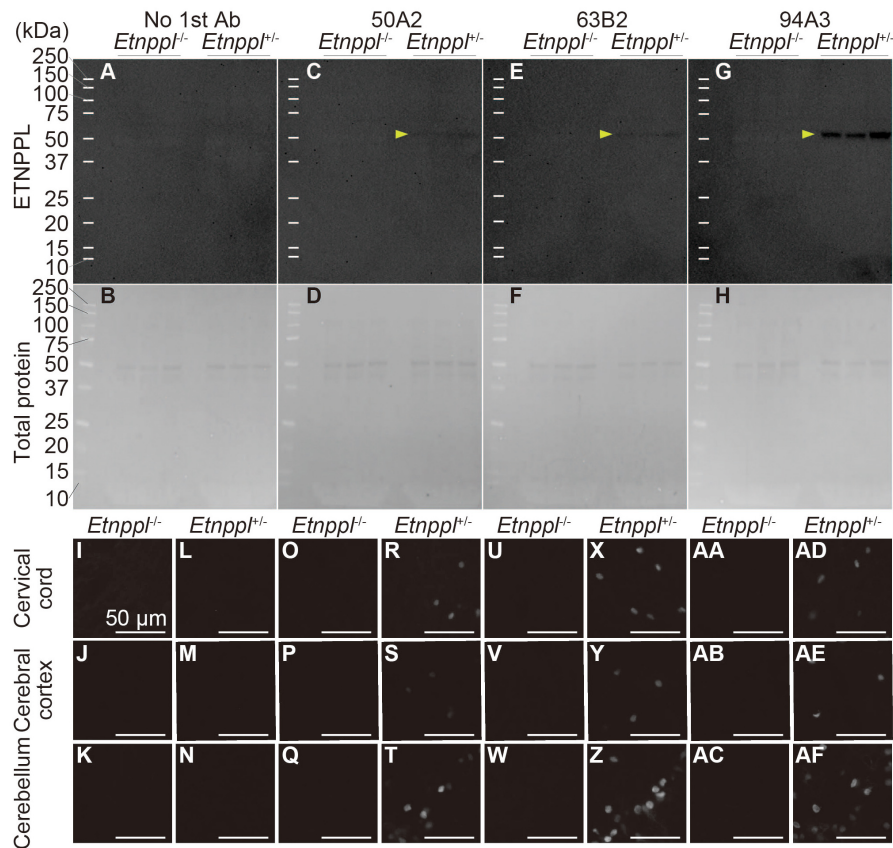 (kDa) No 1st Ab 50A2 63B2 94A3
Etnppl-/- Etnppl+/- Etnppl-/- Etnppl+/- Etnppl-/- Etnppl+/- Etnppl-/- Etnppl+/-
ETNPPL
250
150
100
75
50
37
25
20
15
10
A C E G
Total protein
250
150
100
75
50
37
25
20
15
10
B D F H
Etnppl-/- Etnppl+/- Etnppl-/- Etnppl+/- Etnppl-/- Etnppl+/- Etnppl-/- Etnppl+/-
Cervical
cord
I L O R U X AA AD
50 µm
Cerebral
cortex
J M P S V Y AB AE
Cerebellum
K N Q T W Z AC AF